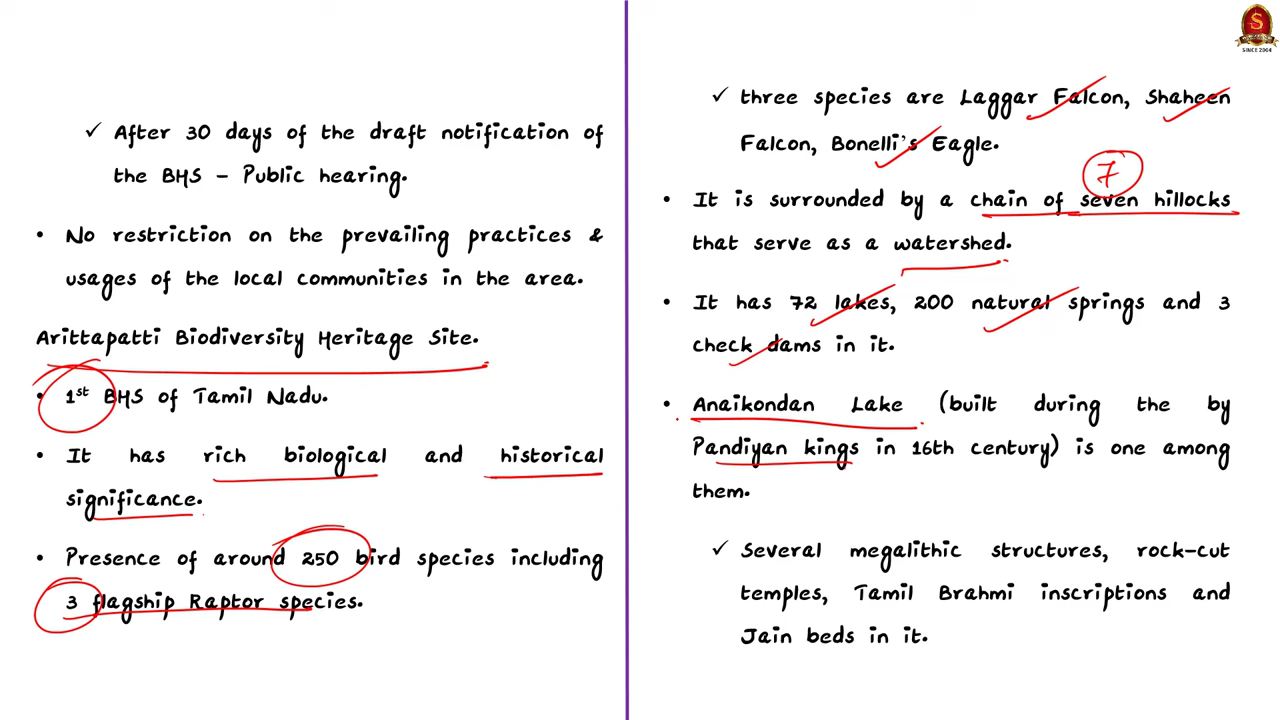 ✓ After 30 days of the draft notification of
the BHS – Public hearing.
• No restriction on the prevailing practices &
usages of the local communities in the area.
Arittapatti Biodiversity Heritage Site.
• 1st BHS of Tamil Nadu.
• It has rich biological and historical
significance.
• Presence of around 250 bird species including
3 flagship Raptor species.
✓ three species are Laggar Falcon, Shaheen
Falcon, Bonelli's Eagle.
7
• It is surrounded by a chain of seven hillocks
that serve as a watershed.
• It has 72 lakes, 200 natural springs and 3
check dams in it.
• Anaikondan Lake (built during the by
Pandiyan kings in 16th century) is one among
them.
✓ Several megalithic structures, rock-cut
temples, Tamil Brahmi inscriptions and
Jain beds in it.
S
SINCE 2004